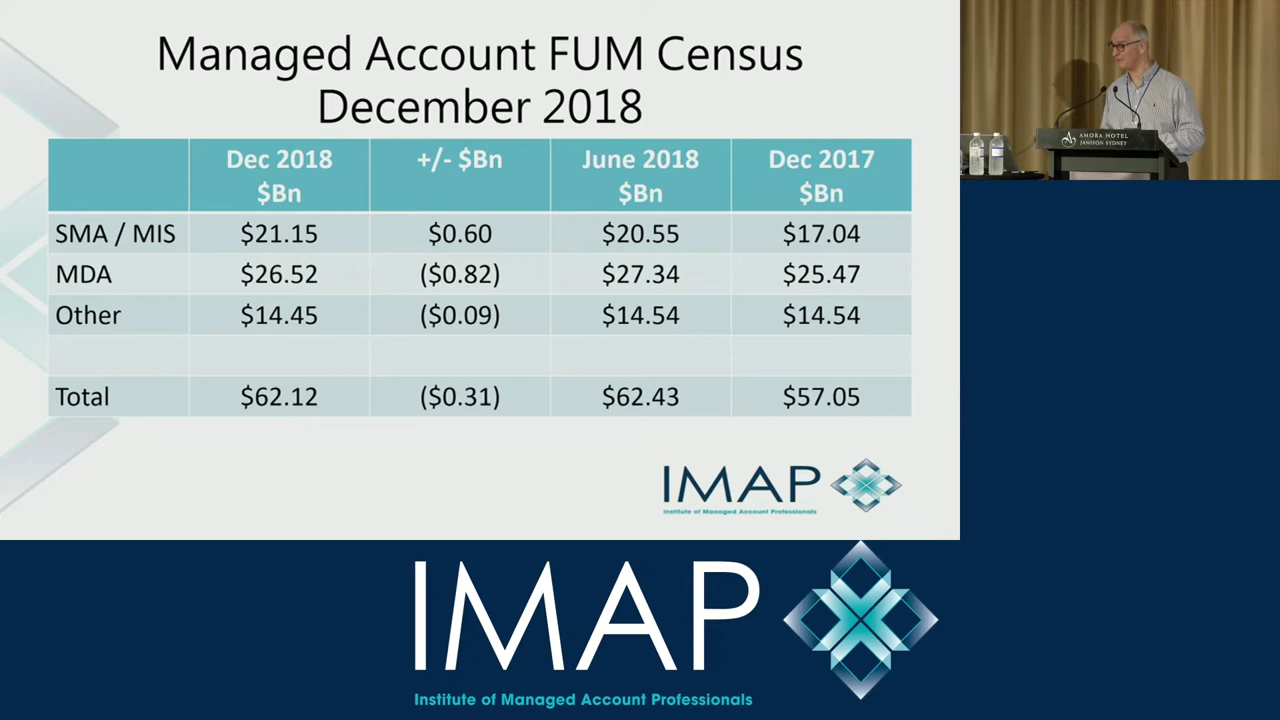 Managed Account FUM Census
December 2018
Dec 2018 $Bn +/- $Bn June 2018 $Bn Dec 2017 $Bn
SMA / MIS $21.15 $0.60 $20.55 $17.04
MDA $26.52 ($0.82) $27.34 $25.47
Other $14.45 ($0.09) $14.54 $14.54
Total $62.12 ($0.31) $62.43 $57.05
IMAP
Institute of Managed Account Professionals
AMORA HOTEL
JAMISON SYDNEY
IMAP
Institute of Managed Account Professionals